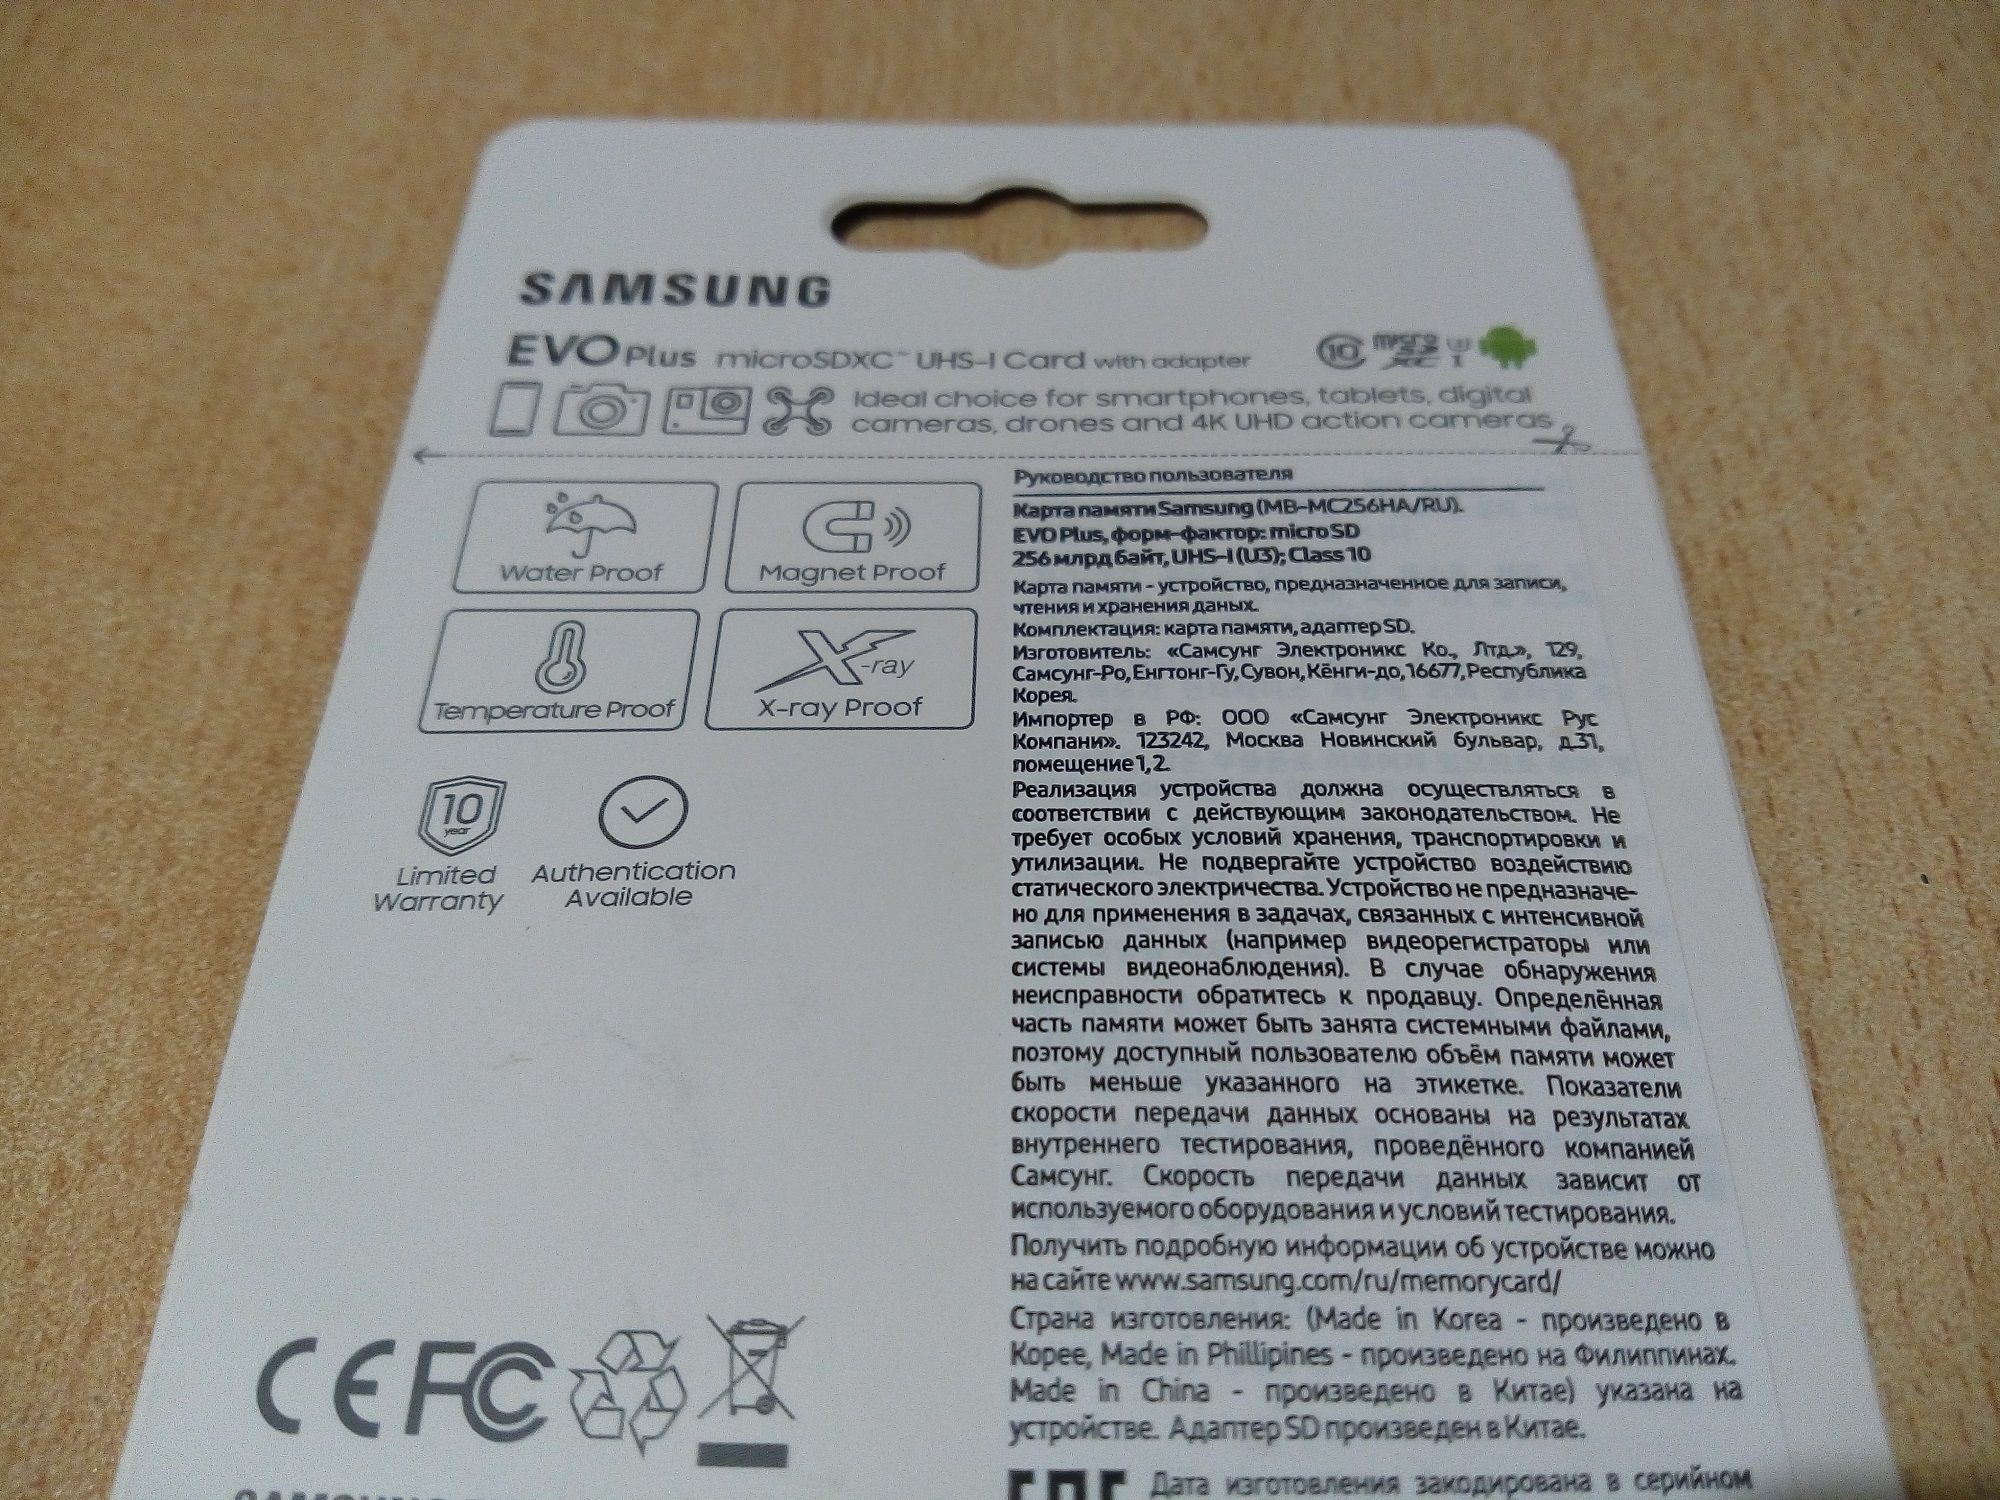 SAMSUNG
EVO Plus microSDXC™ UHS-I Card with adapter
10 micro SD XC I
Ideal choice for smartphones, tablets, digital
cameras, drones and 4K UHD action cameras
Water Proof
Magnet Proof
Temperature Proof
X-ray
X-ray Proof
10
year
Limited
Warranty
Authentication
Available
CE FC
Руководство пользователя
Карта памяти Samsung (MB-MC256HA/RU).
EVO Plus, форм-фактор: micro SD
256 млрд байт, UHS-I (U3); Class 10
Карта памяти - устройство, предназначенное для записи,
чтения и хранения даных.
Комплектация: карта памяти, адаптер SD.
Изготовитель: «Самсунг Электроникс Ко., Лтд.», 129,
Самсунг-Ро, Енгтонг-Гу, Сувон, Кёнги-до, 16677, Республика
Корея.
Импортер в РФ: ООО «Самсунг Электроникс Рус
Компани». 123242, Москва Новинский бульвар, д.31,
помещение 1, 2.
Реализация устройства должна осуществляться в
соответствии с действующим законодательством. Не
требует особых условий хранения, транспортировки и
утилизации. Не подвергайте устройство воздействию
статического электричества. Устройство не предназначе-
но для применения в задачах, связанных с интенсивной
записью данных (например видеорегистраторы или
системы видеонаблюдения). В случае обнаружения
неисправности обратитесь к продавцу. Определённая
часть памяти может быть занята системными файлами,
поэтому доступный пользователю объём памяти может
быть меньше указанного на этикетке. Показатели
скорости передачи данных основаны на результатах
внутреннего тестирования, проведённого компанией
Самсунг. Скорость передачи данных зависит от
используемого оборудования и условий тестирования.
Получить подробную информации об устройстве можно
на сайте www.samsung.com/ru/memorycard/
Страна изготовления: (Made in Korea - произведено в
Корее, Made in Phillipines - произведено на Филиппинах.
Made in China - произведено в Китае) указана на
устройстве. Адаптер SD произведен в Китае.
Дата изготовления закодирована в серийном